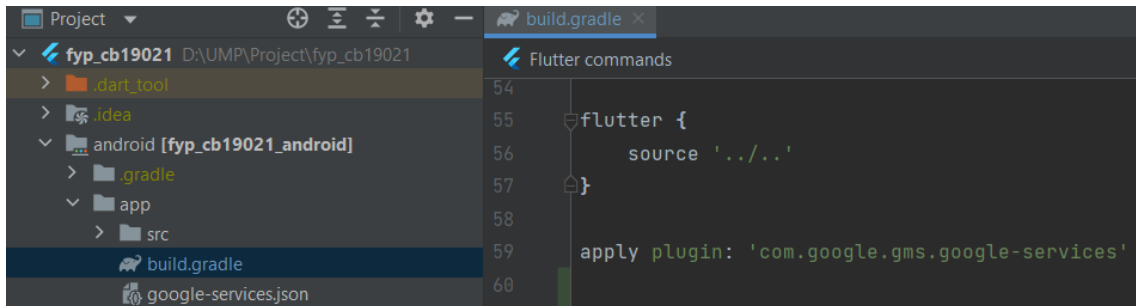 Project
fyp_cb19021 D:\UMP\Project\fyp_cb19021
.dart_tool
.idea
android [fyp_cb19021_android]
.gradle
app
src
build.gradle
google-services.json
build.gradle
Flutter commands
54
55 flutter {
56 source '../..'
57 }
58
59 apply plugin: 'com.google.gms.google-services'
60